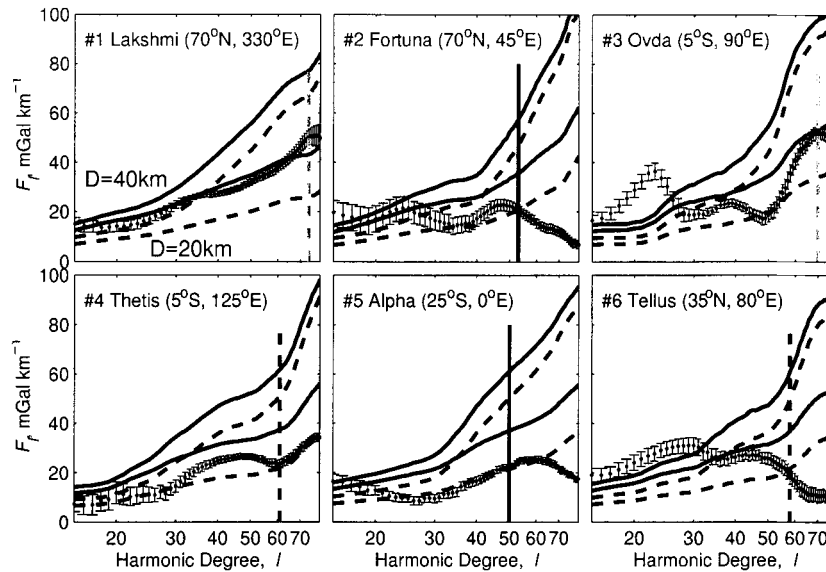 #1 Lakshmi (70°N, 330°E)
#2 Fortuna (70°N, 45°E)
#3 Ovda (5°S, 90°E)
100
80
60
40
20
0
F_l mGal km⁻¹
D=40km
D=20km
#4 Thetis (5°S, 125°E)
#5 Alpha (25°S, 0°E)
#6 Tellus (35°N, 80°E)
100
80
60
40
20
0
F_l mGal km⁻¹
20 30 40 50 60 70
20 30 40 50 60 70
20 30 40 50 60 70
Harmonic Degree, l
Harmonic Degree, l
Harmonic Degree, l